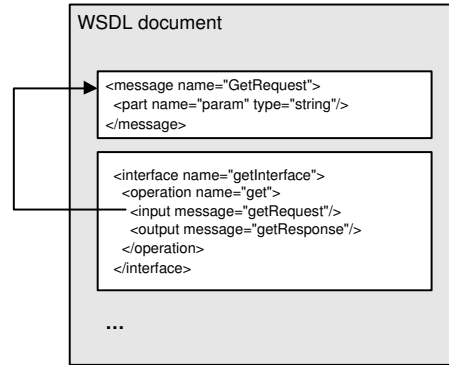 WSDL document
<message name="GetRequest">
<part name="param" type="string"/>
</message>
<interface name="getInterface">
<operation name="get">
<input message="getRequest"/>
<output message="getResponse"/>
</operation>
</interface>
...